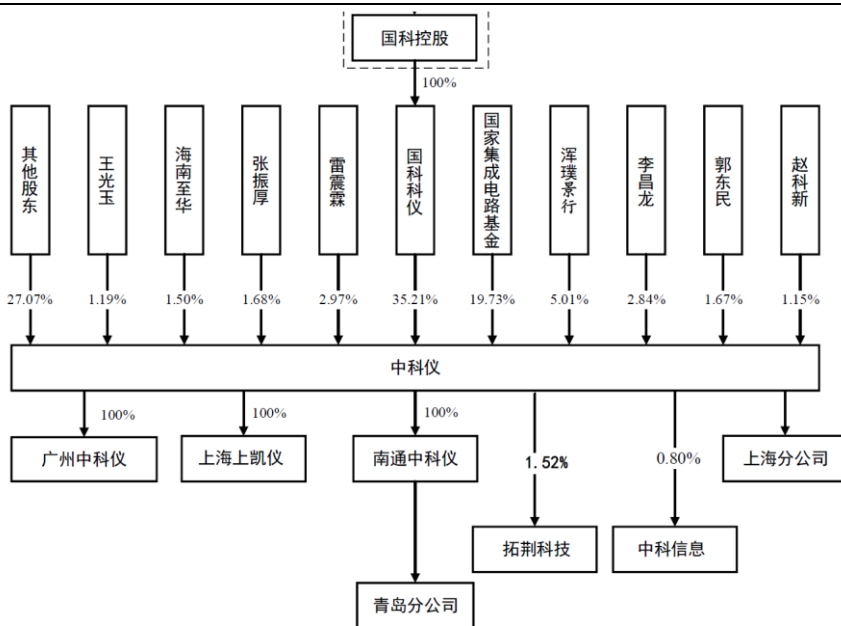 国科控股
100%
其他股东
王光玉
海南至华
张振厚
雷震霖
国科科仪
国家集成电路基金
浑璞景行
李昌龙
郭东民
赵科新
27.07%
1.19%
1.50%
1.68%
2.97%
35.21%
19.73%
5.01%
2.84%
1.67%
1.15%
中科仪
100%
100%
100%
广州中科仪
上海上凯仪
南通中科仪
1.52%
0.80%
上海分公司
拓荆科技
中科信息
青岛分公司